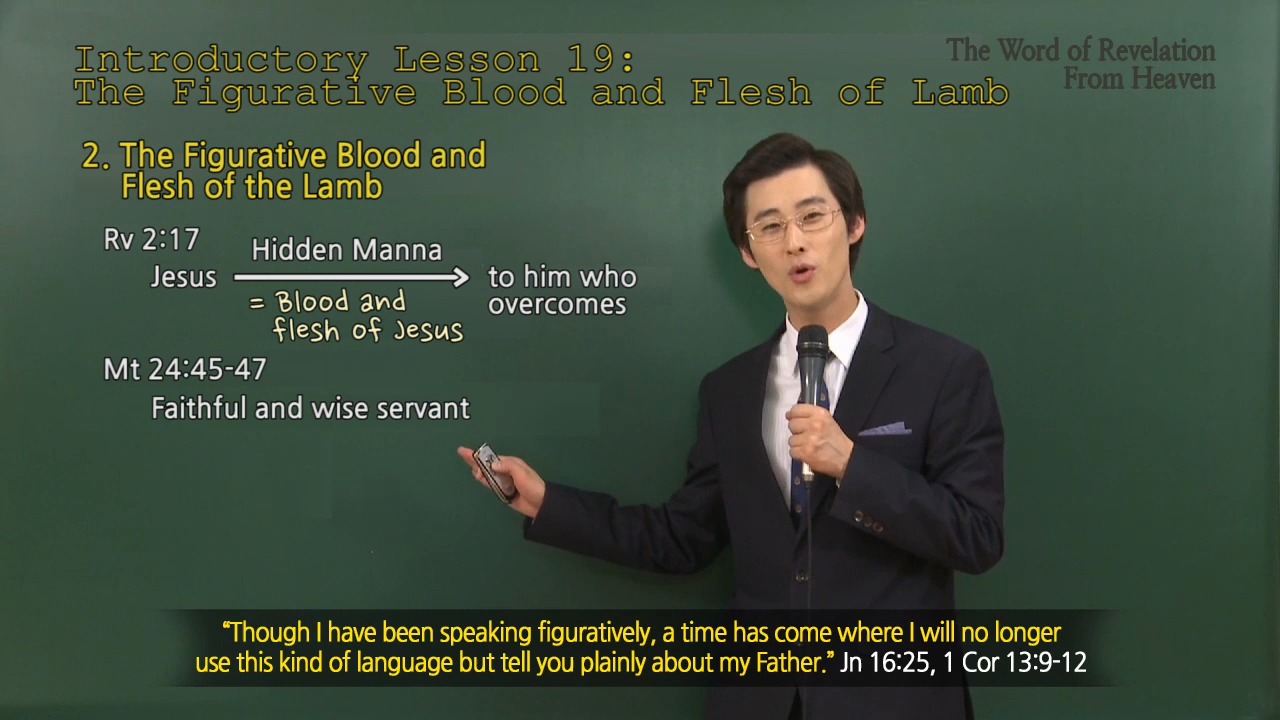 Introductory Lesson 19:
The Figurative Blood and Flesh of Lamb
The Word of Revelation
From Heaven
2. The Figurative Blood and
Flesh of the Lamb
Rv 2:17
Hidden Manna
Jesus
to him who
overcomes
= Blood and
flesh of Jesus
Mt 24:45-47
Faithful and wise servant
“Though I have been speaking figuratively, a time has come where I will no longer
use this kind of language but tell you plainly about my Father.” Jn 16:25, 1 Cor 13:9-12